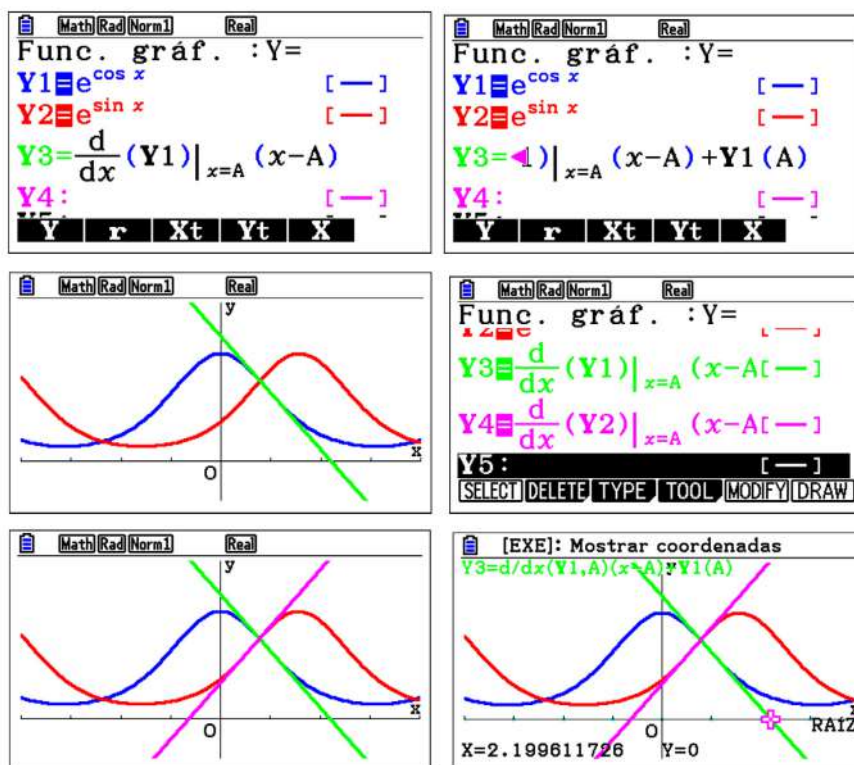 Math Rad Norm1 Real
Func. gráf. :Y=
Y1=e^cos x [—]
Y2=e^sin x [—]
Y3=d/dx(Y1)|x=A (x-A)
Y4: [—]
Y r Xt Yt X
Math Rad Norm1 Real
Func. gráf. :Y=
Y1=e^cos x [—]
Y2=e^sin x [—]
Y3=◀1)|x=A (x-A)+Y1(A)
Y4: [—]
Y r Xt Yt X
Math Rad Norm1 Real
y
x
O
Math Rad Norm1 Real
Func. gráf. :Y=
Y3=d/dx(Y1)|x=A (x-A[—]
Y4=d/dx(Y2)|x=A (x-A[—]
Y5: [—]
SELECT DELETE TYPE TOOL MODIFY DRAW
Math Rad Norm1 Real
y
x
O
[EXE]: Mostrar coordenadas
Y3=d/dx(Y1,A)(x-A)+Y1(A)
y
x
O
RAÍZ
X=2.199611726 Y=0